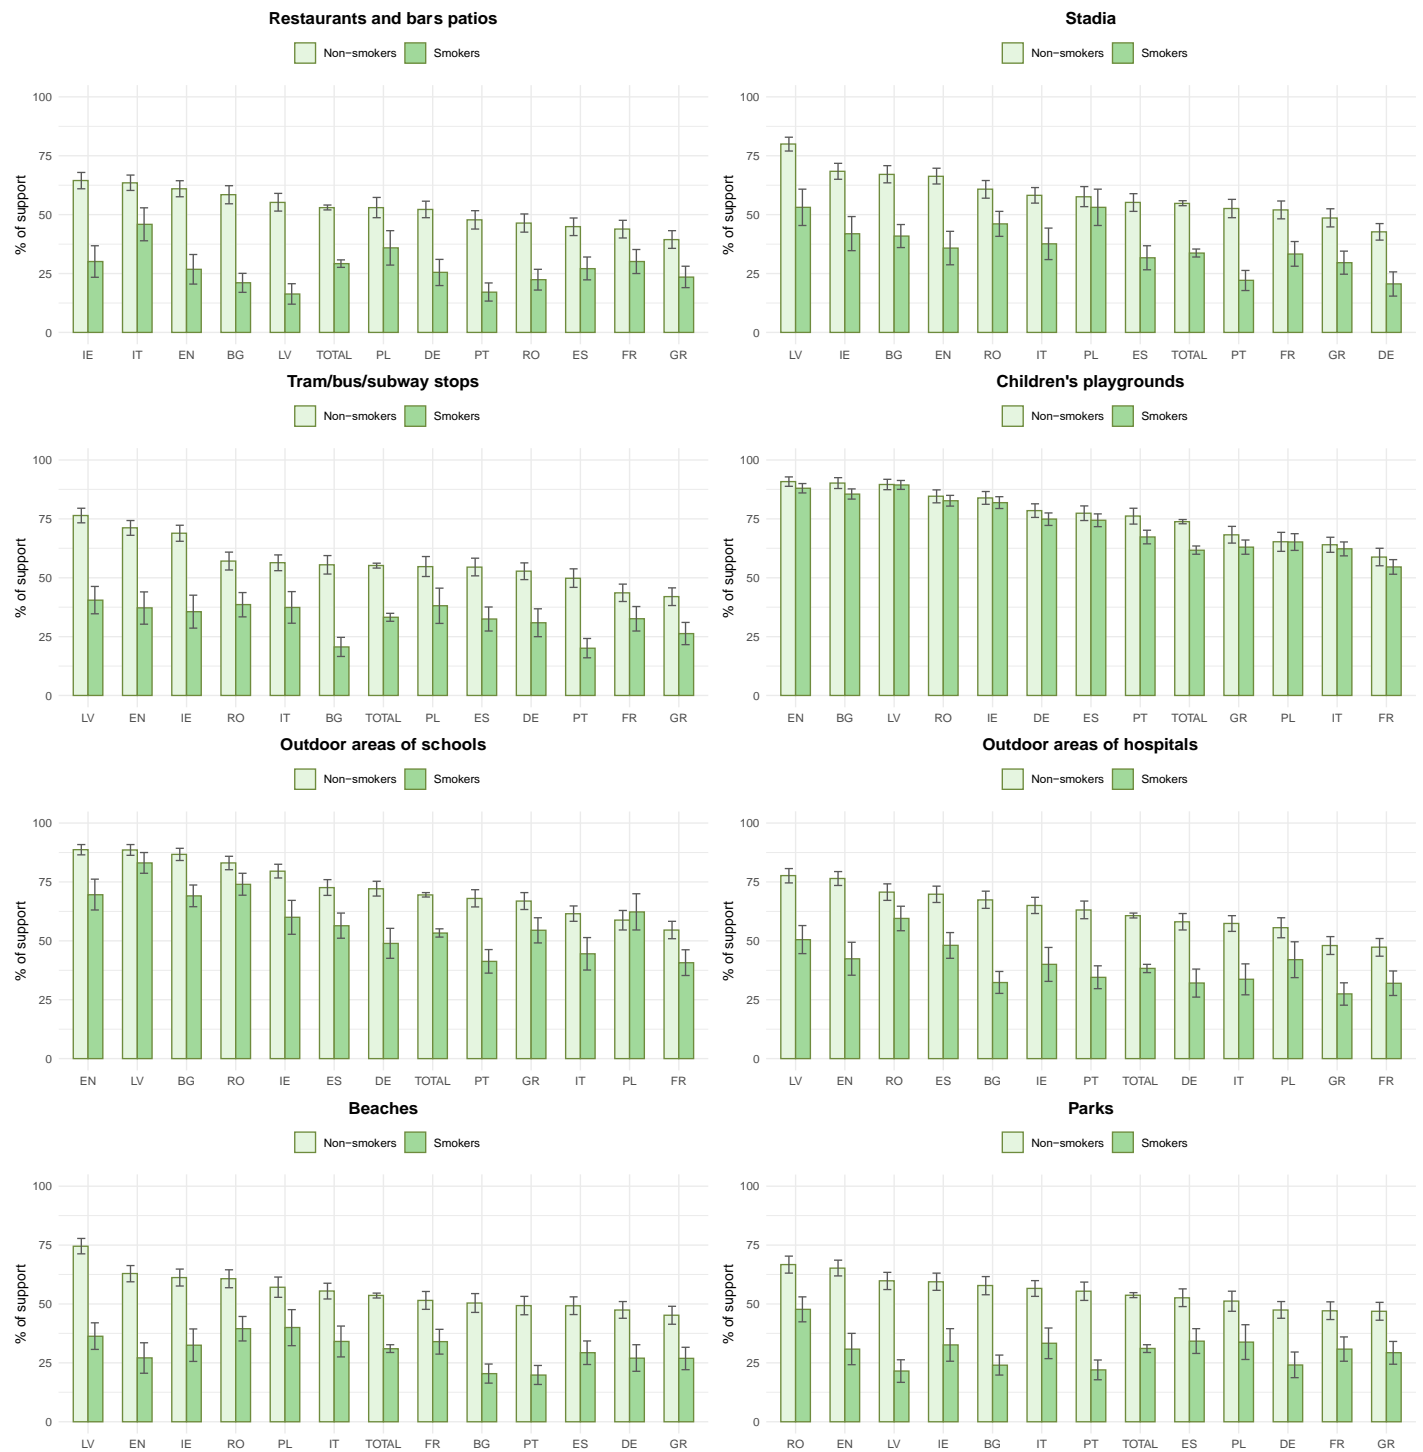 Restaurants and bars patios
Non−smokers Smokers
% of support
100
75
50
25
0
IE IT EN BG LV TOTAL PL DE PT RO ES FR GR
Stadia
Non−smokers Smokers
% of support
100
75
50
25
0
LV IE BG EN RO IT PL ES TOTAL PT FR GR DE
Tram/bus/subway stops
Non−smokers Smokers
% of support
100
75
50
25
0
LV EN IE RO IT BG TOTAL PL ES DE PT FR GR
Children's playgrounds
Non−smokers Smokers
% of support
100
75
50
25
0
EN BG LV RO IE DE ES PT TOTAL GR PL IT FR
Outdoor areas of schools
Non−smokers Smokers
% of support
100
75
50
25
0
EN LV BG RO IE ES DE TOTAL PT GR IT PL FR
Outdoor areas of hospitals
Non−smokers Smokers
% of support
100
75
50
25
0
LV EN RO ES BG IE PT TOTAL DE IT PL GR FR
Beaches
Non−smokers Smokers
% of support
100
75
50
25
0
LV EN IE RO PL IT TOTAL FR BG PT ES DE GR
Parks
Non−smokers Smokers
% of support
100
75
50
25
0
RO EN LV IE BG IT PT TOTAL ES PL DE FR GR